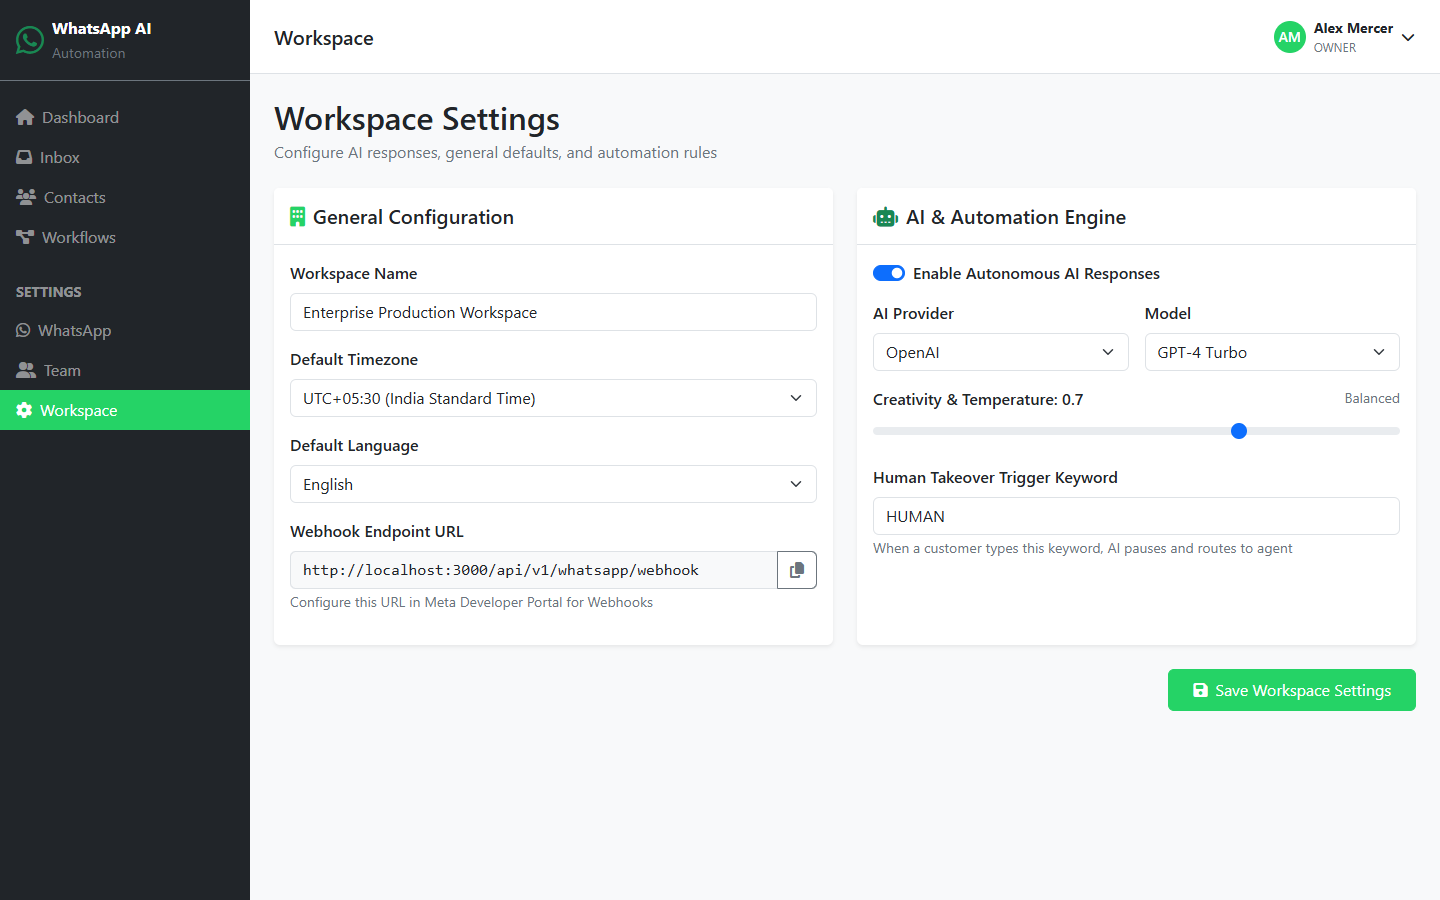 WhatsApp AI
Automation
Dashboard
Inbox
Contacts
Workflows
SETTINGS
WhatsApp
Team
Workspace
Workspace
AM
Alex Mercer
OWNER
Workspace Settings
Configure AI responses, general defaults, and automation rules
General Configuration
Workspace Name
Enterprise Production Workspace
Default Timezone
UTC+05:30 (India Standard Time)
Default Language
English
Webhook Endpoint URL
http://localhost:3000/api/v1/whatsapp/webhook
Configure this URL in Meta Developer Portal for Webhooks
AI & Automation Engine
Enable Autonomous AI Responses
AI Provider
Model
OpenAI
GPT-4 Turbo
Creativity & Temperature: 0.7
Balanced
Human Takeover Trigger Keyword
HUMAN
When a customer types this keyword, AI pauses and routes to agent
Save Workspace Settings